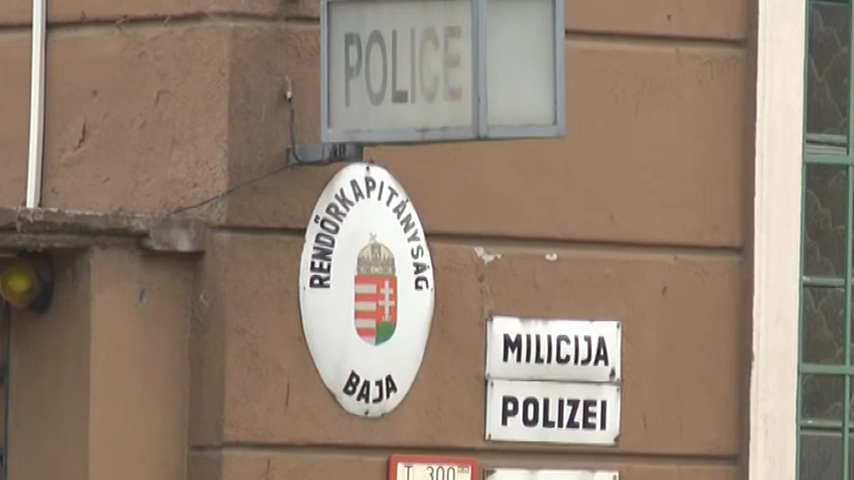 POLICE
RENDŐRKAPITÁNYSÁG
BAJA
MILICIJA
POLIZEI
T 300